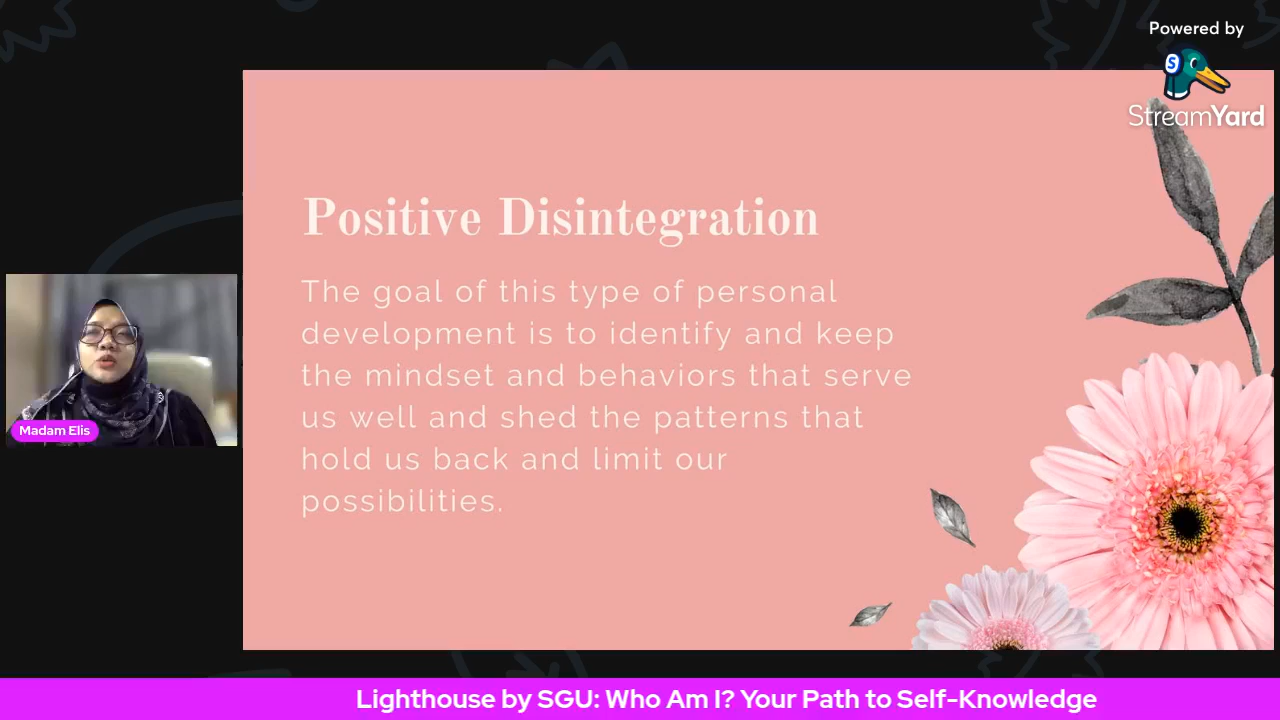 Powered by
S
StreamYard
Positive Disintegration
The goal of this type of personal
development is to identify and keep
the mindset and behaviors that serve
us well and shed the patterns that
hold us back and limit our
possibilities.
Madam Elis
Lighthouse by SGU: Who Am I? Your Path to Self-Knowledge